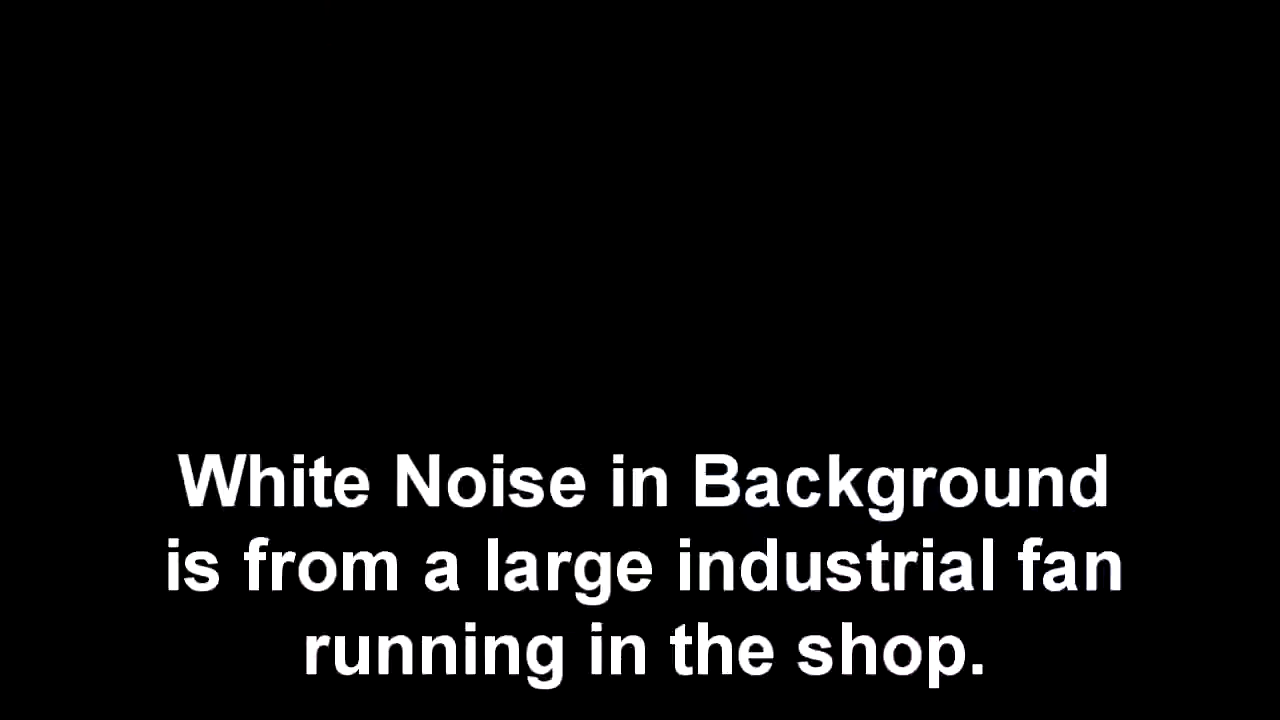 White Noise in Background
is from a large industrial fan
running in the shop.